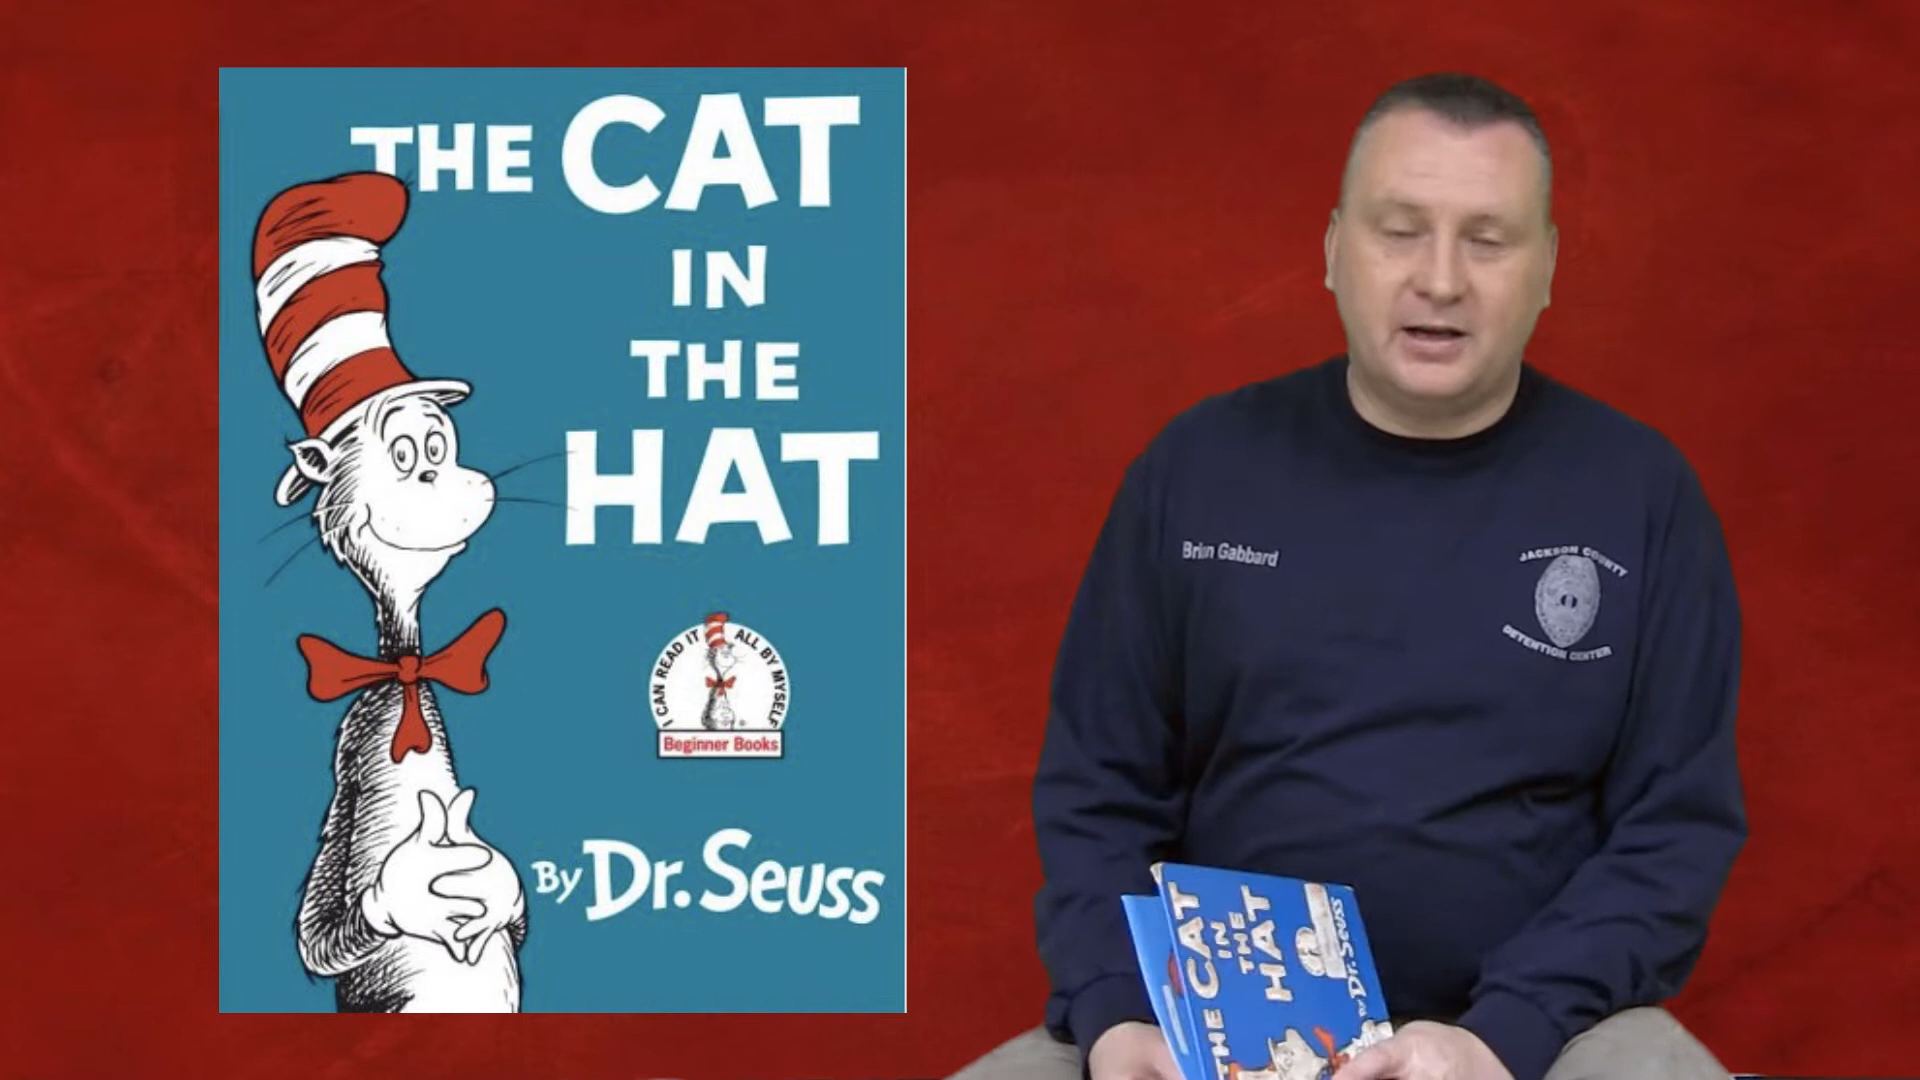 THE CAT
IN
THE
HAT
I CAN READ IT ALL BY MYSELF
Beginner Books
By Dr. Seuss
Brian Gabbard
JACKSON COUNTY
DETENTION CENTER
THE CAT
IN
THE
HAT
By Dr. Seuss